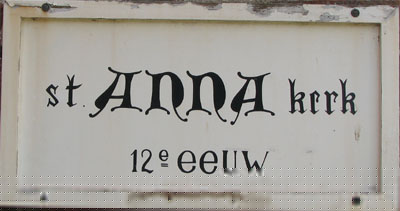 st. ANNA kerk
12e eeuw